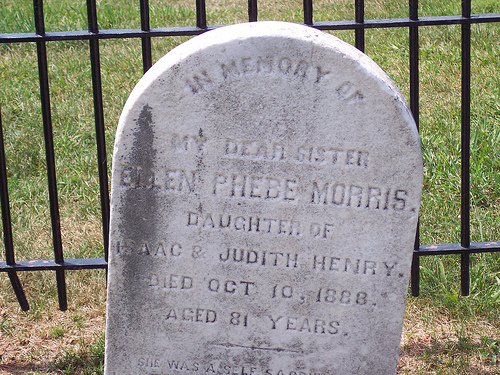 IN MEMORY OF
MY DEAR SISTER
ELLEN PHEBE MORRIS.
DAUGHTER OF
ISAAC & JUDITH HENRY.
DIED OCT 10, 1888.
AGED 81 YEARS.
SHE WAS A SELF